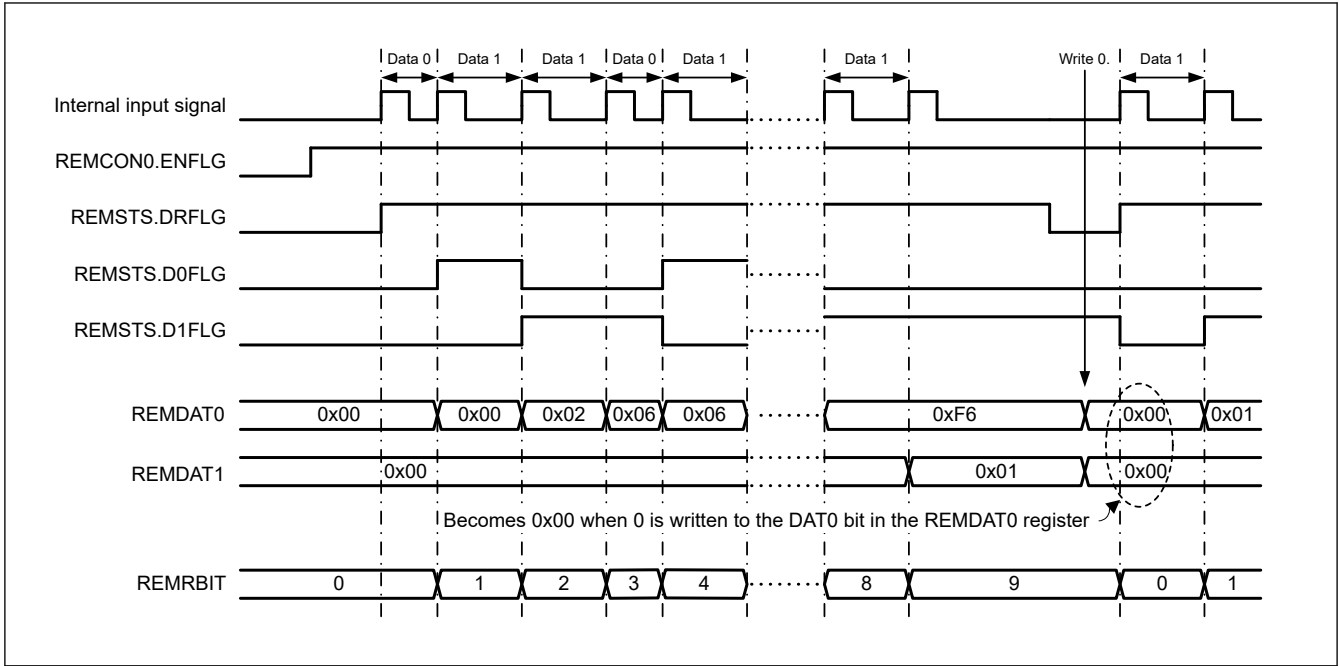 Data 0 Data 1 Data 1 Data 0 Data 1 Data 1 Write 0. Data 1
Internal input signal
REMCON0.ENFLG
REMSTS.DRFLG
REMSTS.D0FLG
REMSTS.D1FLG
REMDAT0 0x00 0x00 0x02 0x06 0x06 0xF6 0x00 0x01
REMDAT1 0x00 0x01 0x00
Becomes 0x00 when 0 is written to the DAT0 bit in the REMDAT0 register
REMRBIT 0 1 2 3 4 8 9 0 1